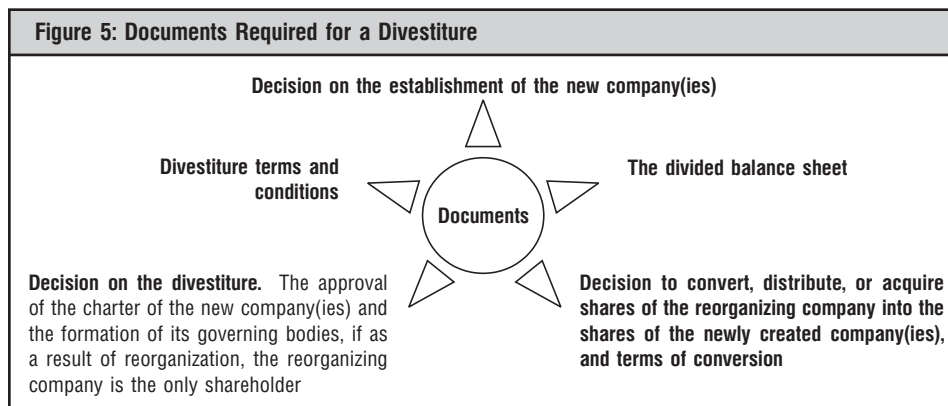 Figure 5: Documents Required for a Divestiture
Decision on the establishment of the new company(ies)
Divestiture terms and
conditions
The divided balance sheet
Documents
Decision on the divestiture. The approval
of the charter of the new company(ies) and
the formation of its governing bodies, if as
a result of reorganization, the reorganizing
company is the only shareholder
Decision to convert, distribute, or acquire
shares of the reorganizing company into the
shares of the newly created company(ies),
and terms of conversion